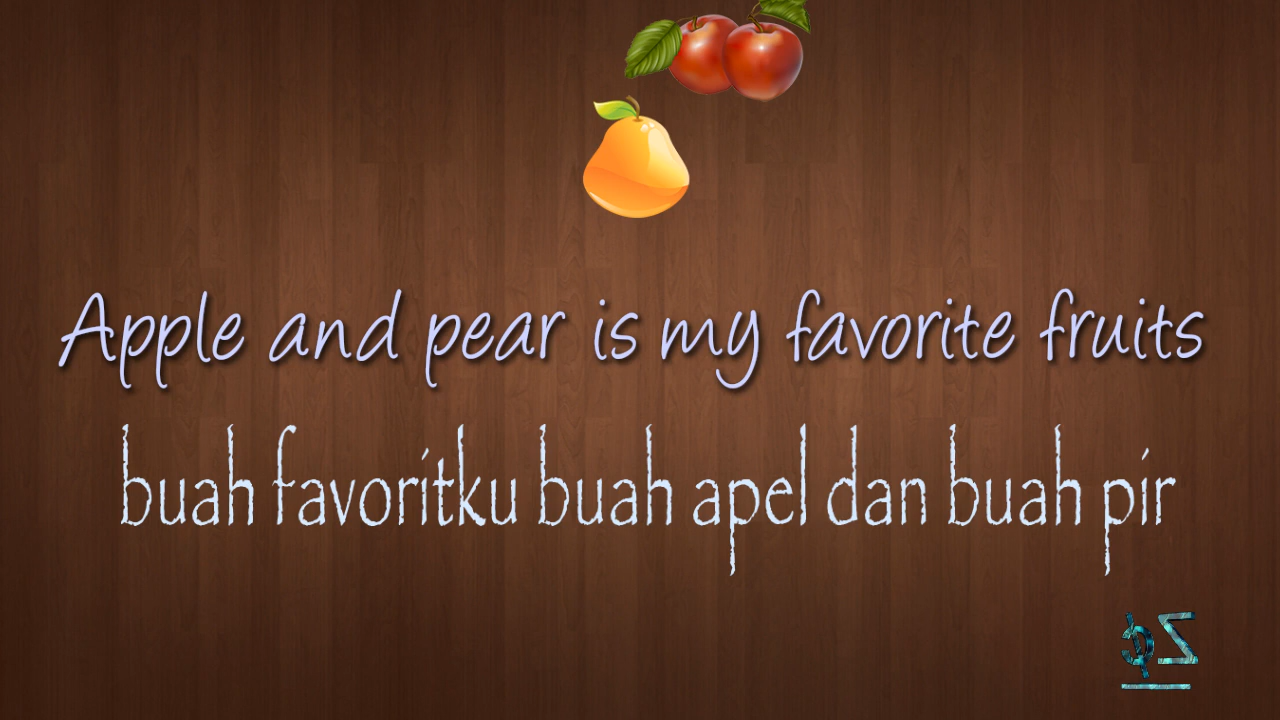 Apple and pear is my favorite fruits
buah favoritku buah apel dan buah pir